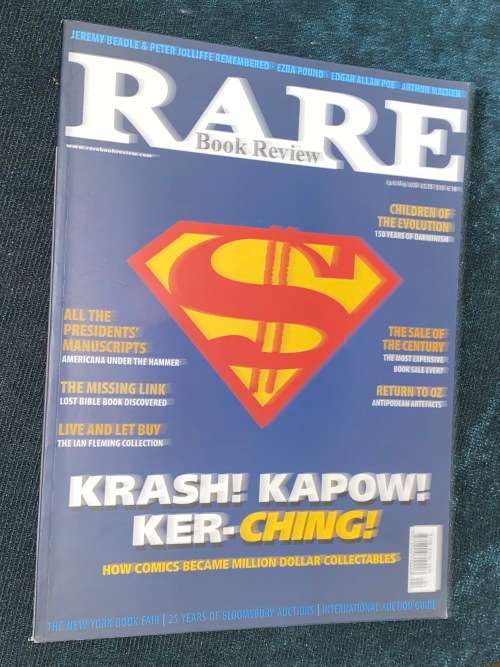 JEREMY BEADLE & PETER JOLLIFFE REMEMBERED · EZRA POUND · EDGAR ALLAN POE · ARTHUR MACHEN
RARE
Book Review
www.rarebookreview.com
CHILDREN OF
THE EVOLUTION
150 YEARS OF DARWINISM
ALL THE
PRESIDENTS'
MANUSCRIPTS
AMERICANA UNDER THE HAMMER
THE MISSING LINK
LOST BIBLE BOOK DISCOVERED
LIVE AND LET BUY
THE IAN FLEMING COLLECTION
THE SALE OF
THE CENTURY
THE MOST EXPENSIVE
BOOK SALE EVER?
RETURN TO OZ
ANTIPODEAN ARTEFACTS
$
KRASH! KAPOW!
KER-CHING!
HOW COMICS BECAME MILLION DOLLAR COLLECTABLES
THE NEW YORK BOOK FAIR | 25 YEARS OF BLOOMSBURY AUCTIONS | INTERNATIONAL AUCTION GUIDE